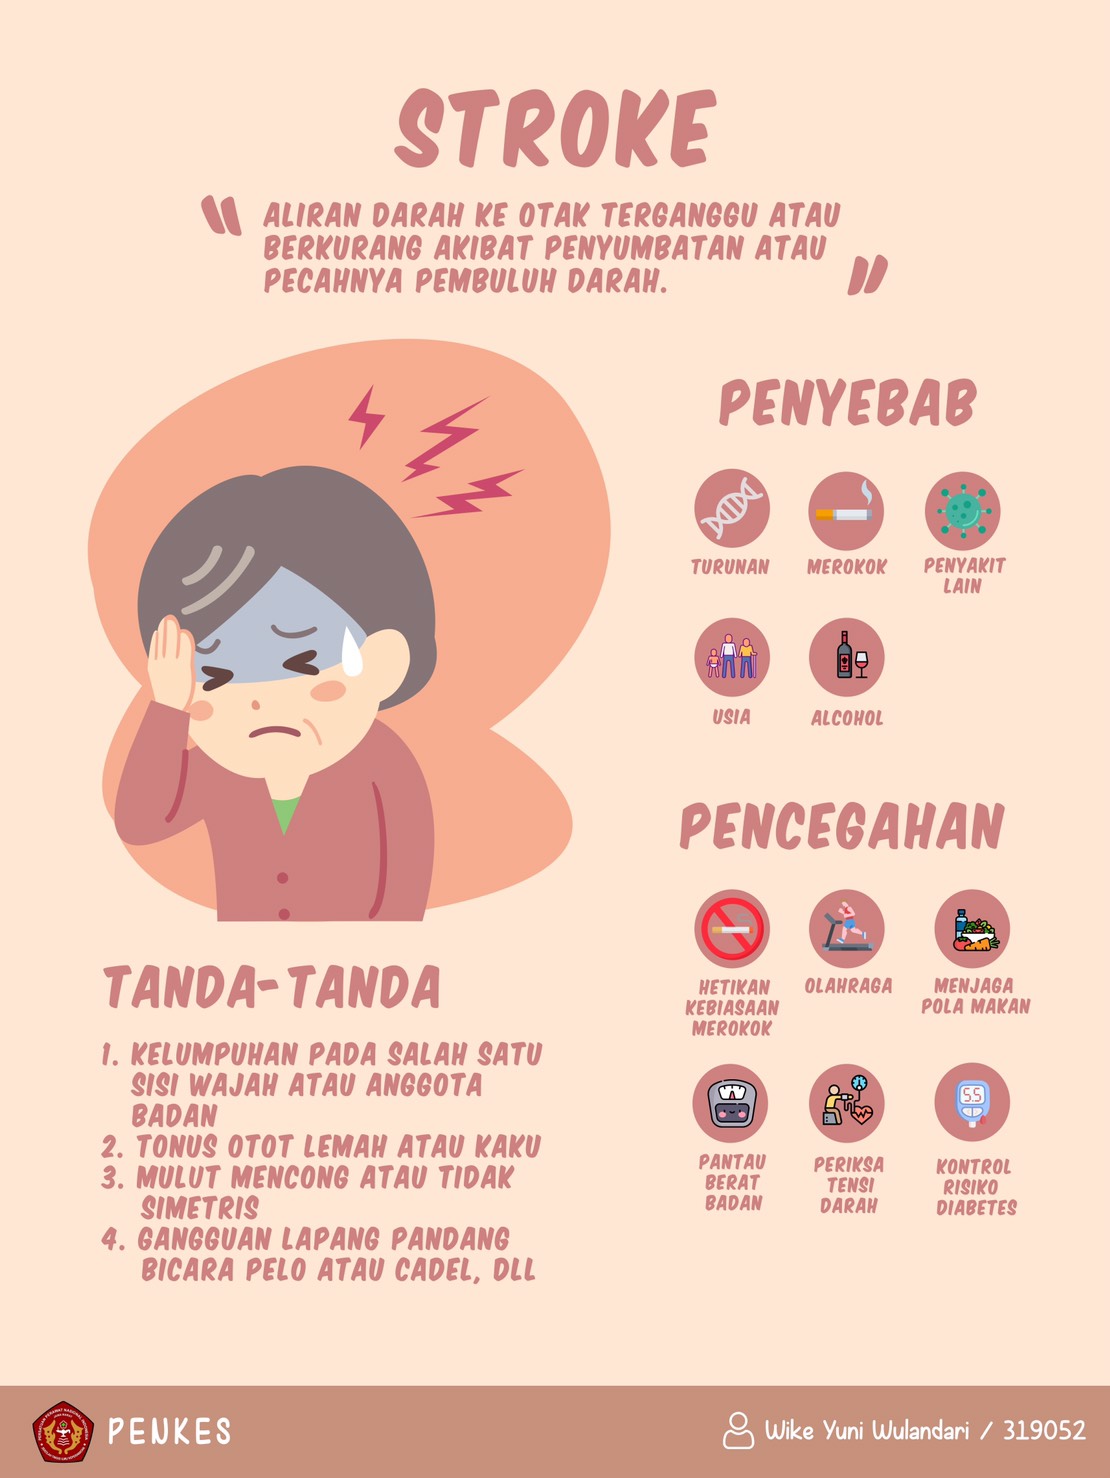 STROKE
" ALIRAN DARAH KE OTAK TERGANGGU ATAU
BERKURANG AKIBAT PENYUMBATAN ATAU
PECAHNYA PEMBULUH DARAH. "
PENYEBAB
TURUNAN
MEROKOK
PENYAKIT
LAIN
USIA
ALCOHOL
PENCEGAHAN
HETIKAN
KEBIASAAN
MEROKOK
OLAHRAGA
MENJAGA
POLA MAKAN
PANTAU
BERAT
BADAN
PERIKSA
TENSI
DARAH
5.5
KONTROL
RISIKO
DIABETES
TANDA-TANDA
1. KELUMPUHAN PADA SALAH SATU
SISI WAJAH ATAU ANGGOTA
BADAN
2. TONUS OTOT LEMAH ATAU KAKU
3. MULUT MENCONG ATAU TIDAK
SIMETRIS
4. GANGGUAN LAPANG PANDANG
BICARA PELO ATAU CADEL, DLL
PENKES
Wike Yuni Wulandari / 319052